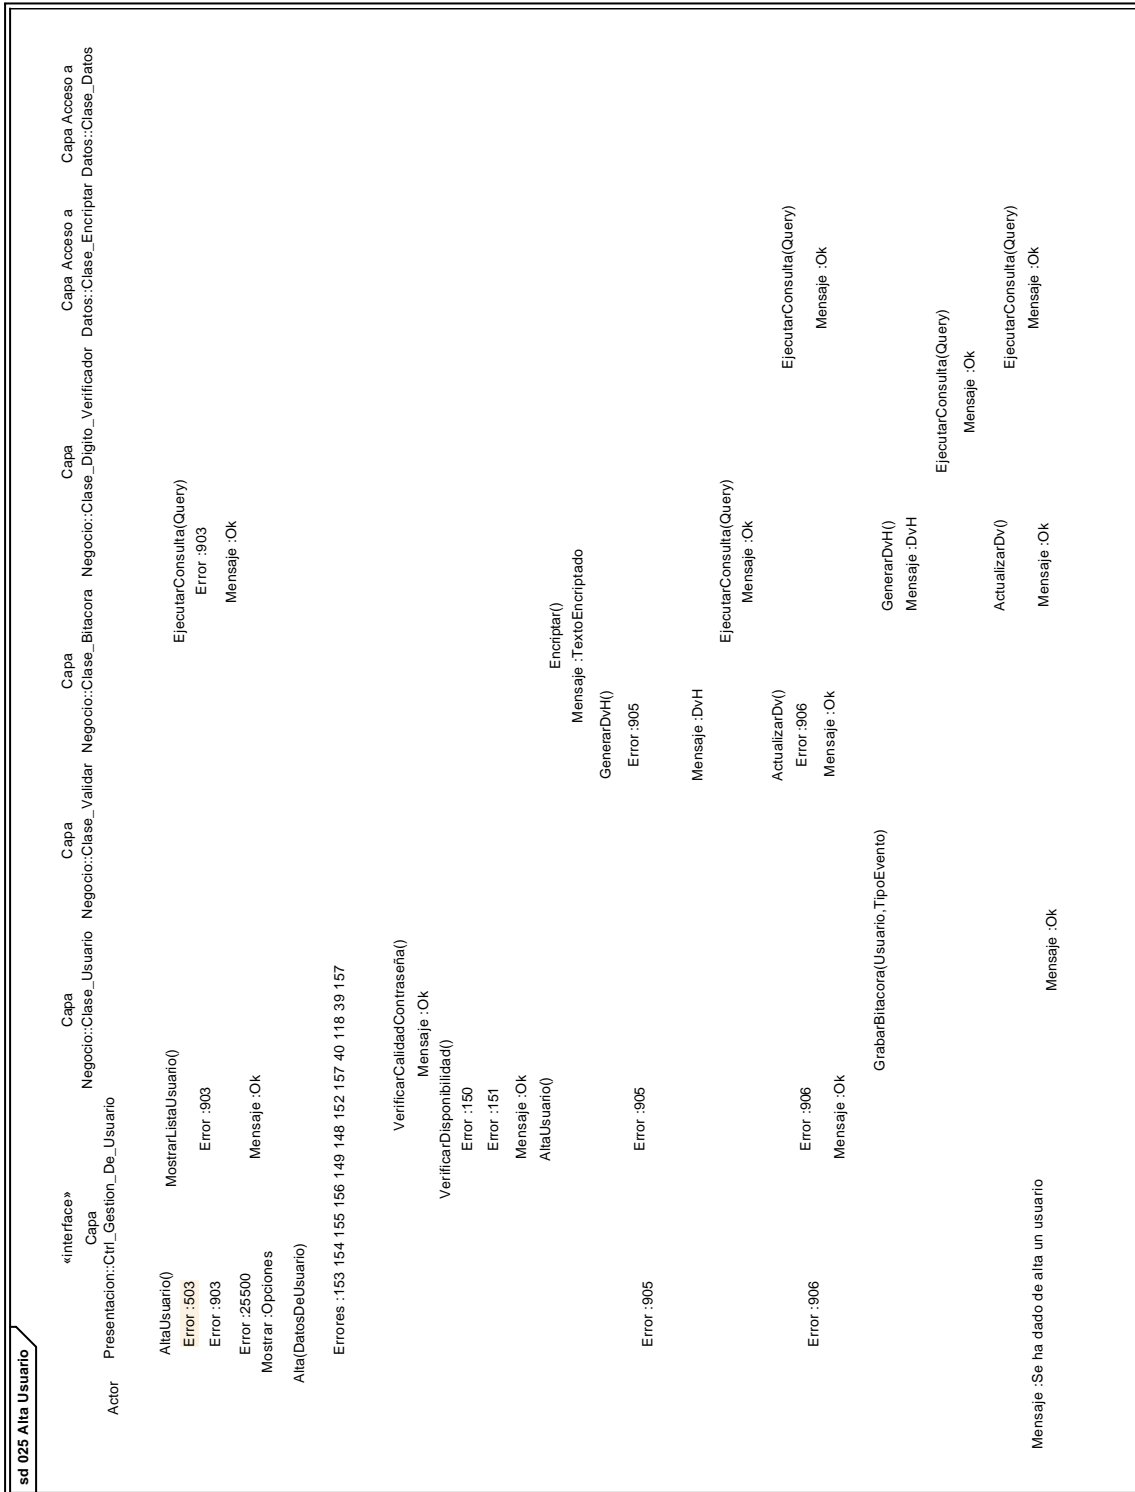 sd 025 Alta Usuario
Actor
«interface»
Capa
Presentacion::Ctrl_Gestion_De_Usuario
Capa
Negocio::Clase_Usuario
Capa
Negocio::Clase_Validar
Capa
Negocio::Clase_Bitacora
Capa
Negocio::Clase_Digito_Verificador
Capa Acceso a
Datos::Clase_Encriptar
Capa Acceso a
Datos::Clase_Datos
AltaUsuario()
MostrarListaUsuario()
EjecutarConsulta(Query)
Error :503
Error :903
Error :903
Error :903
Mensaje :Ok
Error :25500
Mensaje :Ok
Mostrar :Opciones
Alta(DatosDeUsuario)
Errores :153 154 155 156 149 148 152 157 40 118 39 157
VerificarCalidadContraseña()
Mensaje :Ok
VerificarDisponibilidad()
Error :150
Error :151
Mensaje :Ok
AltaUsuario()
Encriptar()
Mensaje :TextoEncriptado
GenerarDvH()
Error :905
Error :905
Error :905
Mensaje :DvH
EjecutarConsulta(Query)
Mensaje :Ok
ActualizarDv()
EjecutarConsulta(Query)
Error :906
Error :906
Error :906
Mensaje :Ok
Mensaje :Ok
Mensaje :Ok
GrabarBitacora(Usuario,TipoEvento)
GenerarDvH()
Mensaje :DvH
EjecutarConsulta(Query)
Mensaje :Ok
ActualizarDv()
EjecutarConsulta(Query)
Mensaje :Ok
Mensaje :Ok
Mensaje :Ok
Mensaje :Se ha dado de alta un usuario